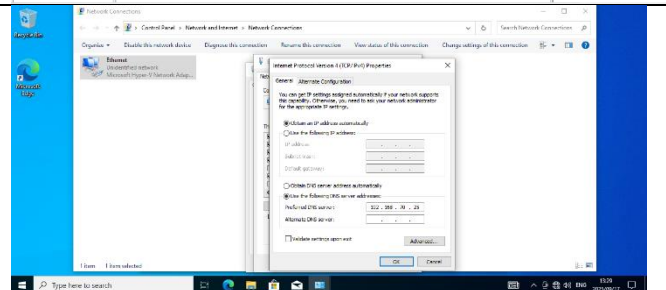 Network Connections
Control Panel > Network and Internet > Network Connections
Search Network Connections
Organize
Disable this network device
Diagnose this connection
Rename this connection
View status of this connection
Change settings of this connection
Recycle Bin
Ethernet
Unidentified network
Microsoft Hyper-V Network Adap...
Microsoft
Edge
Internet Protocol Version 4 (TCP/IPv4) Properties
General
Alternate Configuration
You can get IP settings assigned automatically if your network supports
this capability. Otherwise, you need to ask your network administrator
for the appropriate IP settings.
Obtain an IP address automatically
Use the following IP address:
IP address:
Subnet mask:
Default gateway:
Obtain DNS server address automatically
Use the following DNS server addresses:
Preferred DNS server:
Alternate DNS server:
Validate settings upon exit
Advanced...
OK
Cancel
1 item
1 item selected
Type here to search
ENG
13:29